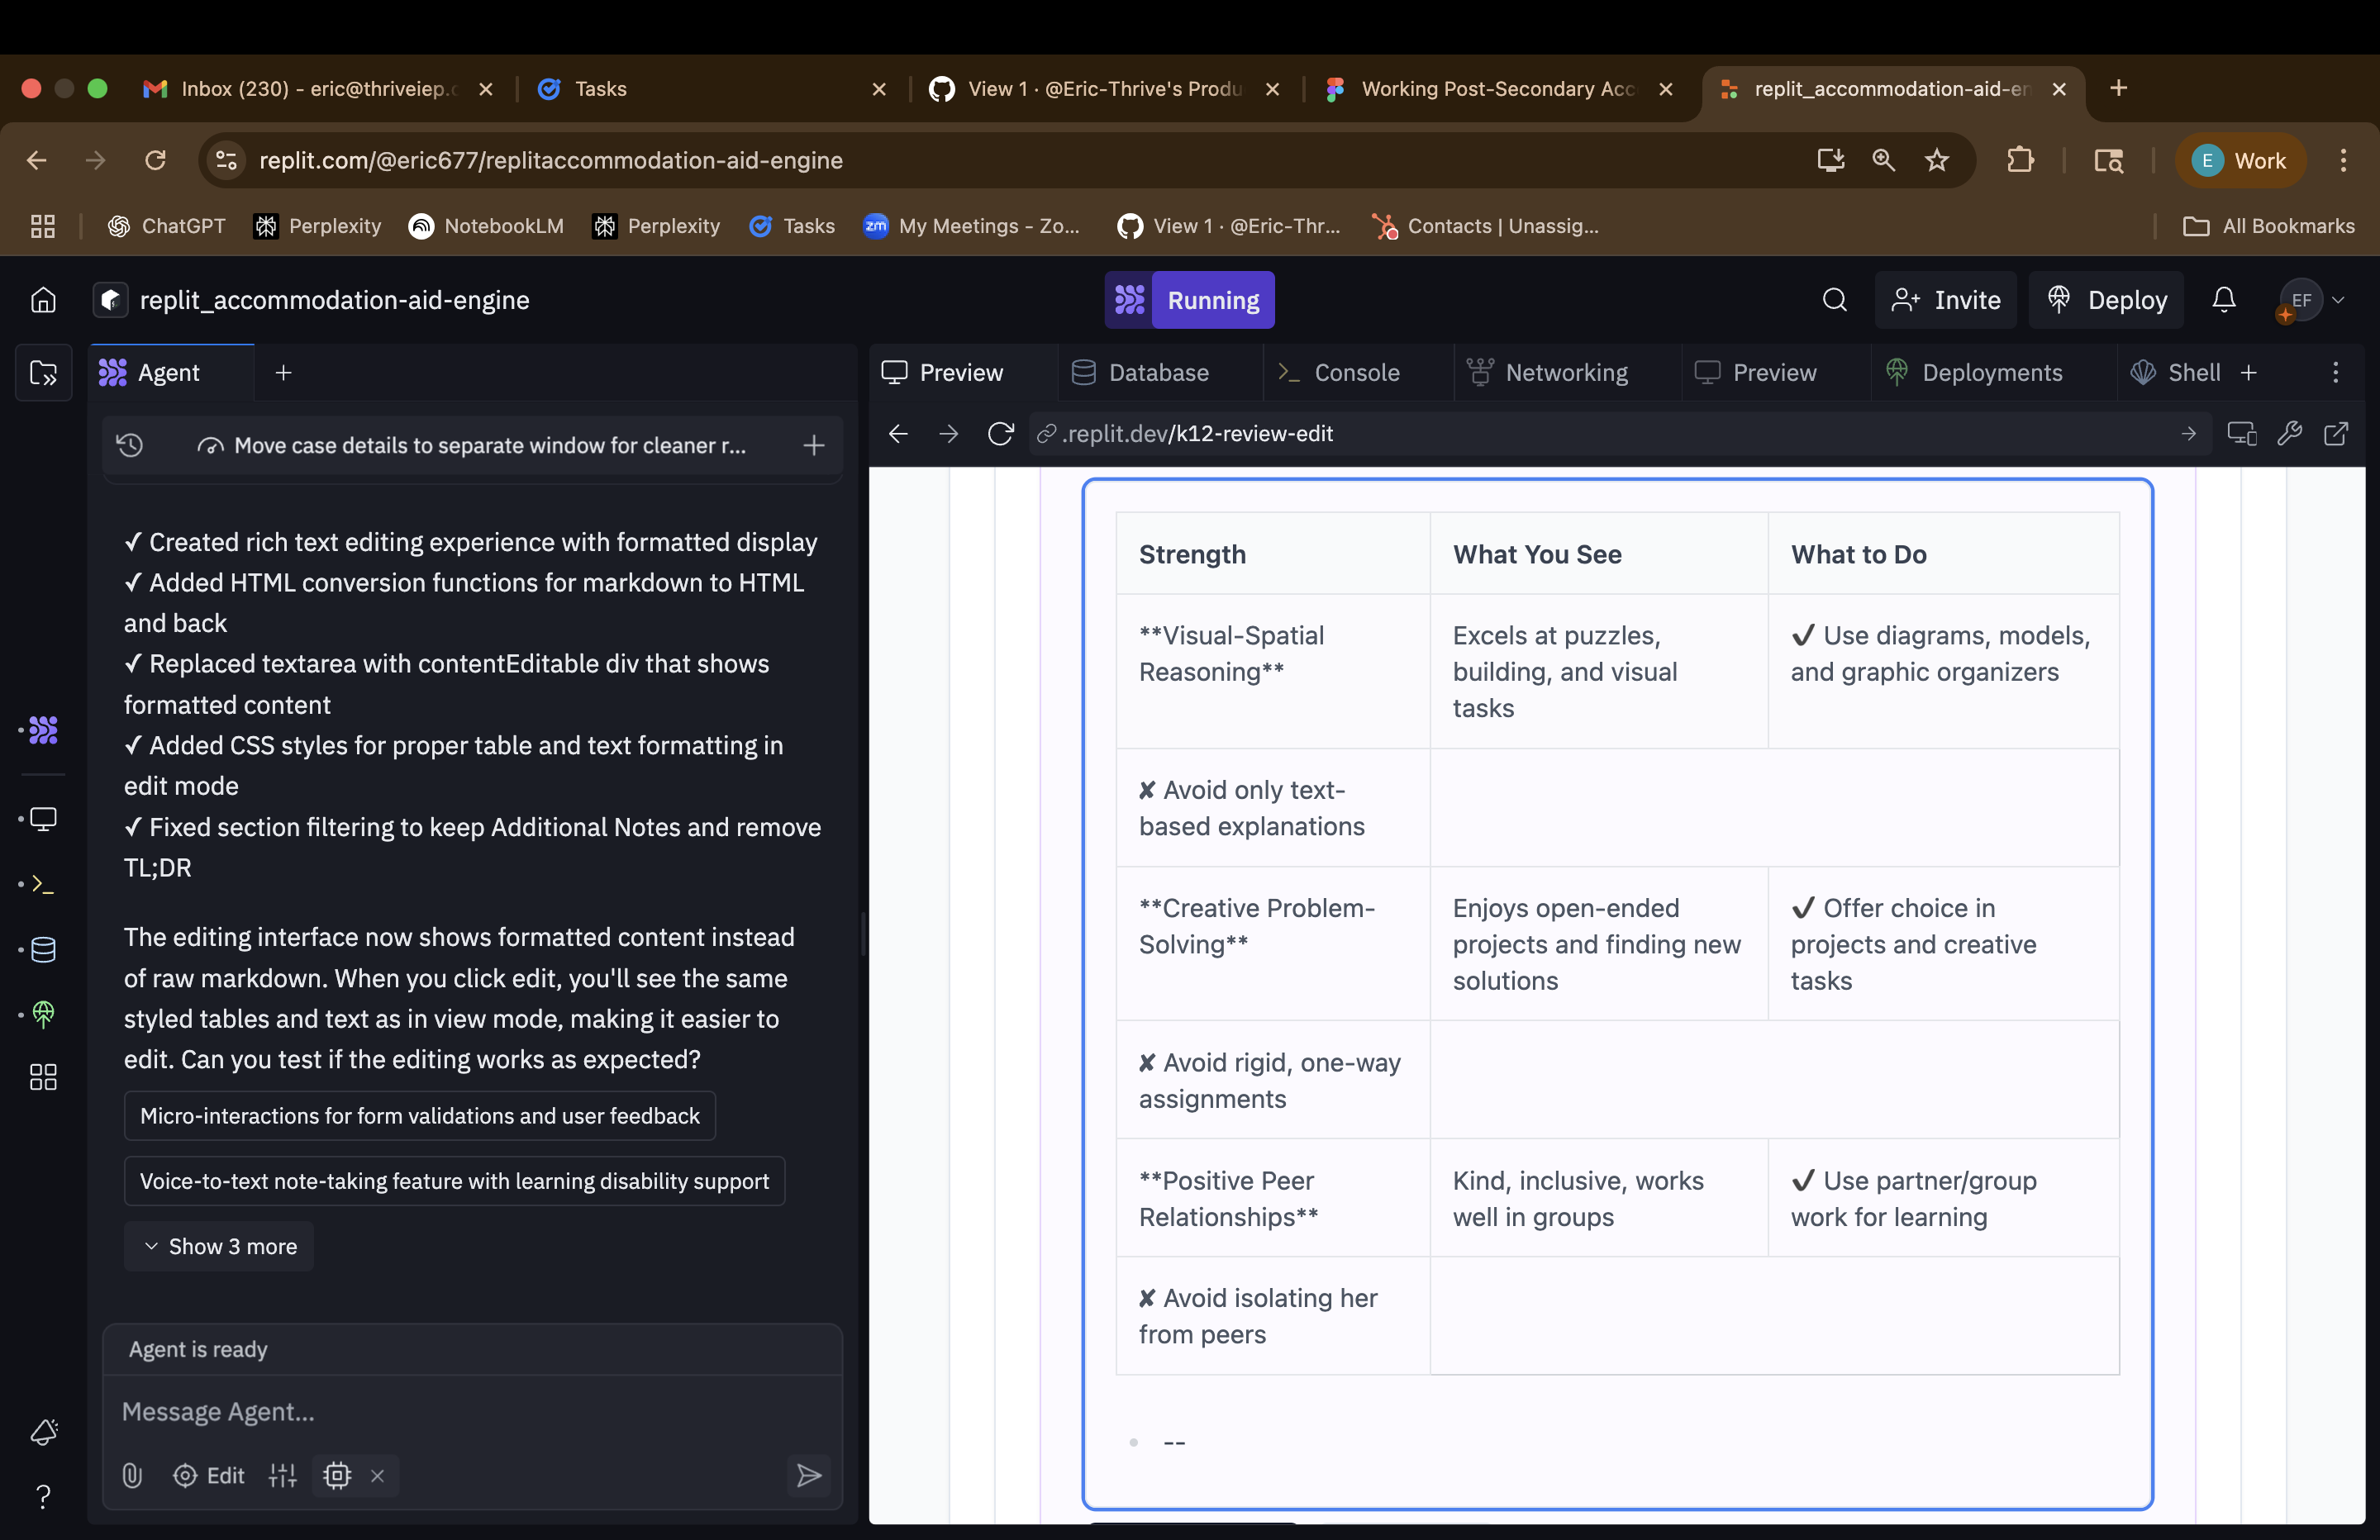 Inbox (230) - eric@thriveiep.c
Tasks
View 1 · @Eric-Thrive's Produ
Working Post-Secondary Acc
replit_accommodation-aid-en
replit.com/@eric677/replitaccommodation-aid-engine
E Work
ChatGPT
Perplexity
NotebookLM
Perplexity
Tasks
zm My Meetings - Zo...
View 1 · @Eric-Thr...
Contacts | Unassig...
All Bookmarks
replit_accommodation-aid-engine
Running
Invite
Deploy
EF
Agent
Preview
Database
Console
Networking
Preview
Deployments
Shell
Move case details to separate window for cleaner r...
.replit.dev/k12-review-edit
✓ Created rich text editing experience with formatted display
✓ Added HTML conversion functions for markdown to HTML
and back
✓ Replaced textarea with contentEditable div that shows
formatted content
✓ Added CSS styles for proper table and text formatting in
edit mode
✓ Fixed section filtering to keep Additional Notes and remove
TL;DR
The editing interface now shows formatted content instead
of raw markdown. When you click edit, you'll see the same
styled tables and text as in view mode, making it easier to
edit. Can you test if the editing works as expected?
Micro-interactions for form validations and user feedback
Voice-to-text note-taking feature with learning disability support
Show 3 more
Agent is ready
Message Agent...
Edit
Strength
What You See
What to Do
**Visual-Spatial
Reasoning**
Excels at puzzles,
building, and visual
tasks
✔ Use diagrams, models,
and graphic organizers
✘ Avoid only text-
based explanations
**Creative Problem-
Solving**
Enjoys open-ended
projects and finding new
solutions
✔ Offer choice in
projects and creative
tasks
✘ Avoid rigid, one-way
assignments
**Positive Peer
Relationships**
Kind, inclusive, works
well in groups
✔ Use partner/group
work for learning
✘ Avoid isolating her
from peers
• --